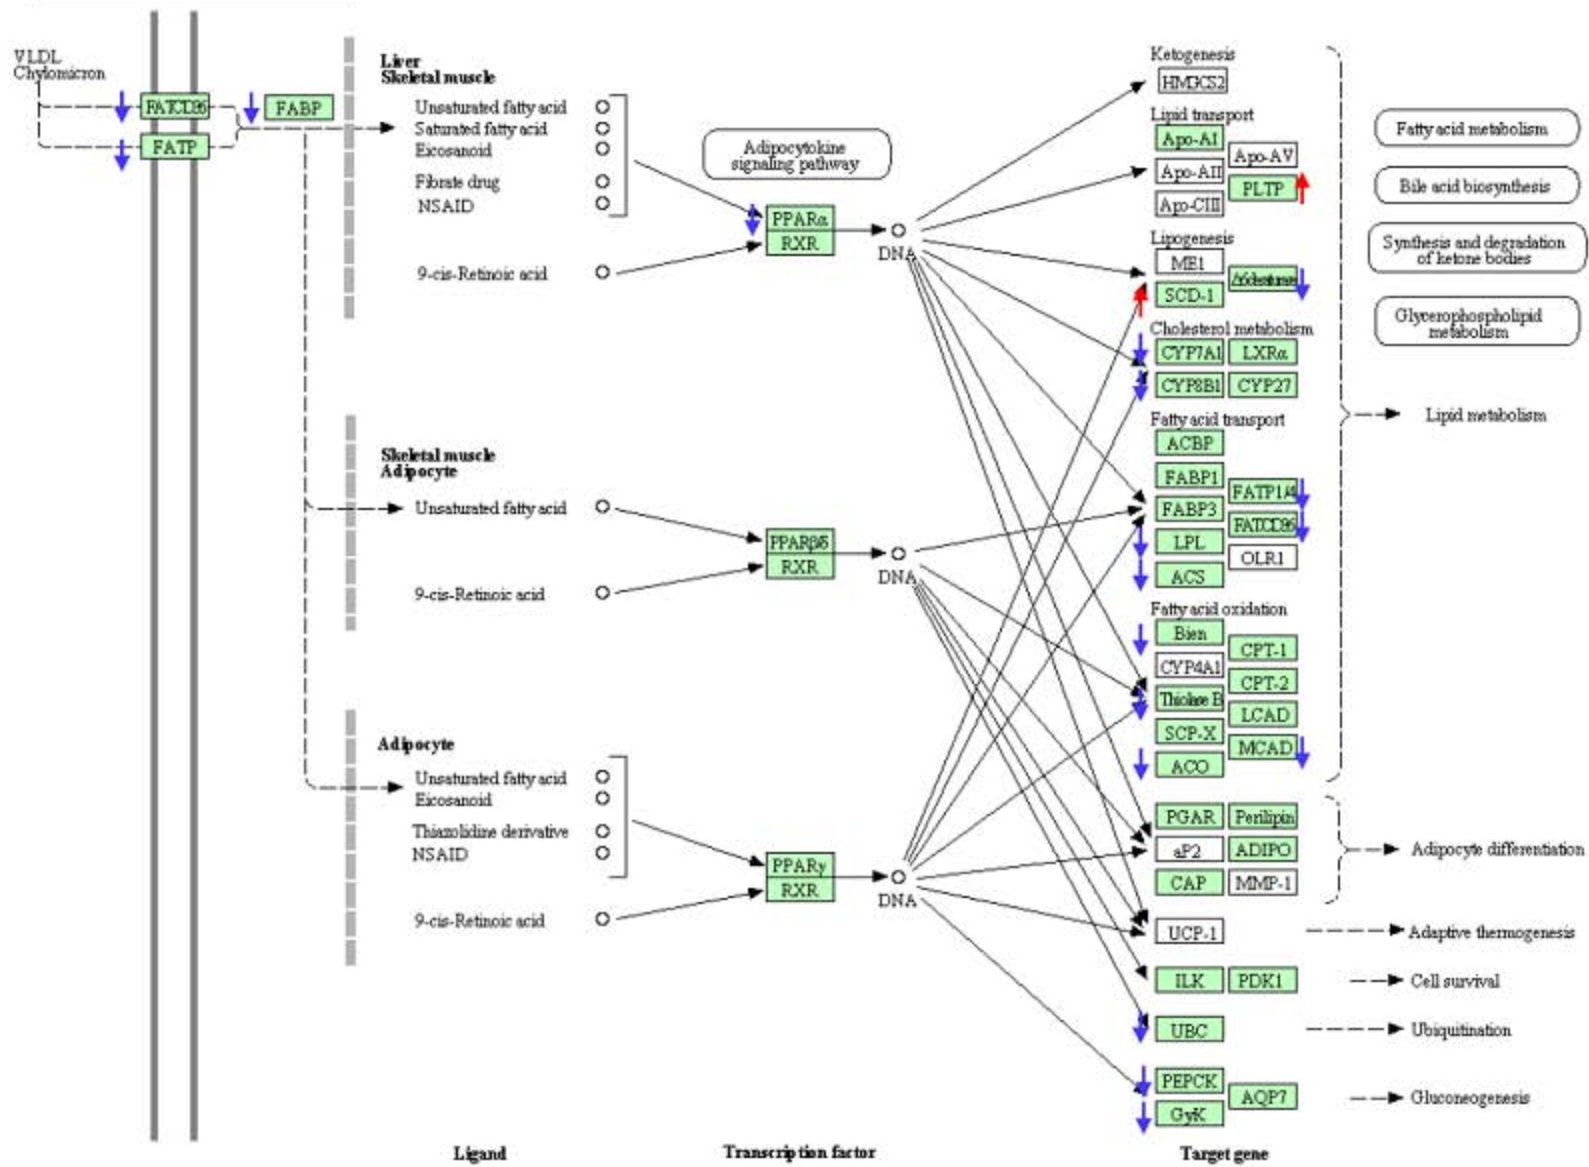 VLDL
Chylomicron
FATCD36
FATP
FABP
Liver
Skeletal muscle
Unsaturated fatty acid
Saturated fatty acid
Eicosanoid
Fibrate drug
NSAID
9-cis-Retinoic acid
Skeletal muscle
Adipocyte
Unsaturated fatty acid
9-cis-Retinoic acid
Adipocyte
Unsaturated fatty acid
Eicosanoid
Thiazolidine derivative
NSAID
9-cis-Retinoic acid
Ligand
Adipocytokine
signaling pathway
PPARα
RXR
DNA
PPARβδ
RXR
DNA
PPARγ
RXR
DNA
Transcription factor
Ketogenesis
HMGCS2
Lipid transport
Apo-AI
Apo-AV
Apo-AII
PLTP
Apo-CIII
Lipogenesis
ME1
Δ6desaturase
SCD-1
Cholesterol metabolism
CYP7A1 LXRα
CYP8B1 CYP27
Fatty acid transport
ACBP
FABP1
FATP1/4
FABP3
FATCD36
LPL
OLR1
ACS
Fatty acid oxidation
Bien
CPT-1
CYP4A1
CPT-2
Thiolase B
LCAD
SCP-X
MCAD
ACO
PGAR Perilipin
aP2 ADIPO
CAP MMP-1
UCP-1
ILK PDK1
UBC
PEPCK
AQP7
GyK
Target gene
Fatty acid metabolism
Bile acid biosynthesis
Synthesis and degradation
of ketone bodies
Glycerophospholipid
metabolism
Lipid metabolism
Adipocyte differentiation
Adaptive thermogenesis
Cell survival
Ubiquitination
Gluconeogenesis